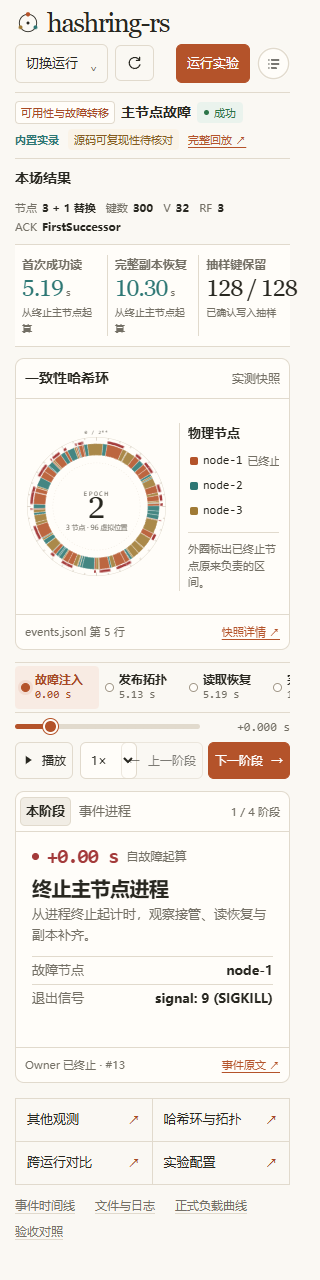 hashring-rs
切换运行
运行实验
可用性与故障转移 主节点故障 成功
内置实录 源码可复现性待核对 完整回放 ↗
本场结果
节点 3 + 1 替换 键数 300 V 32 RF 3
ACK FirstSuccessor
首次成功读 完整副本恢复 抽样键保留
5.19 s 10.30 s 128 / 128
从终止主节点起算 从终止主节点起算 已确认写入抽样
一致性哈希环 实测快照
EPOCH
2
3 节点 · 96 虚拟位置
物理节点
node-1 已终止
node-2
node-3
外圈标出已终止节
点原来负责的区
间。
events.jsonl 第 5 行 快照详情 ↗
故障注入 发布拓扑 读取恢复
0.00 s 5.13 s 5.19 s
+0.000 s
播放 1× ← 上一阶段 下一阶段 →
本阶段 事件进程 1 / 4 阶段
+0.00 s 自故障起算
终止主节点进程
从进程终止起计时，观察接管、读恢复与
副本补齐。
故障节点 node-1
退出信号 signal: 9 (SIGKILL)
Owner 已终止 · #13 事件原文 ↗
其他观测 ↗ 哈希环与拓扑 ↗
跨运行对比 ↗ 实验配置 ↗
事件时间线 文件与日志 正式负载曲线
验收对照